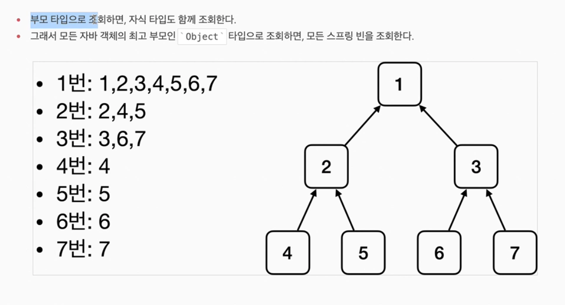 부모 타입으로 조회하면, 자식 타입도 함께 조회한다.
그래서 모든 자바 객체의 최고 부모인 `Object` 타입으로 조회하면, 모든 스프링 빈을 조회한다.
• 1번: 1,2,3,4,5,6,7
• 2번: 2,4,5
• 3번: 3,6,7
• 4번: 4
• 5번: 5
• 6번: 6
• 7번: 7
1
2 3
4 5 6 7